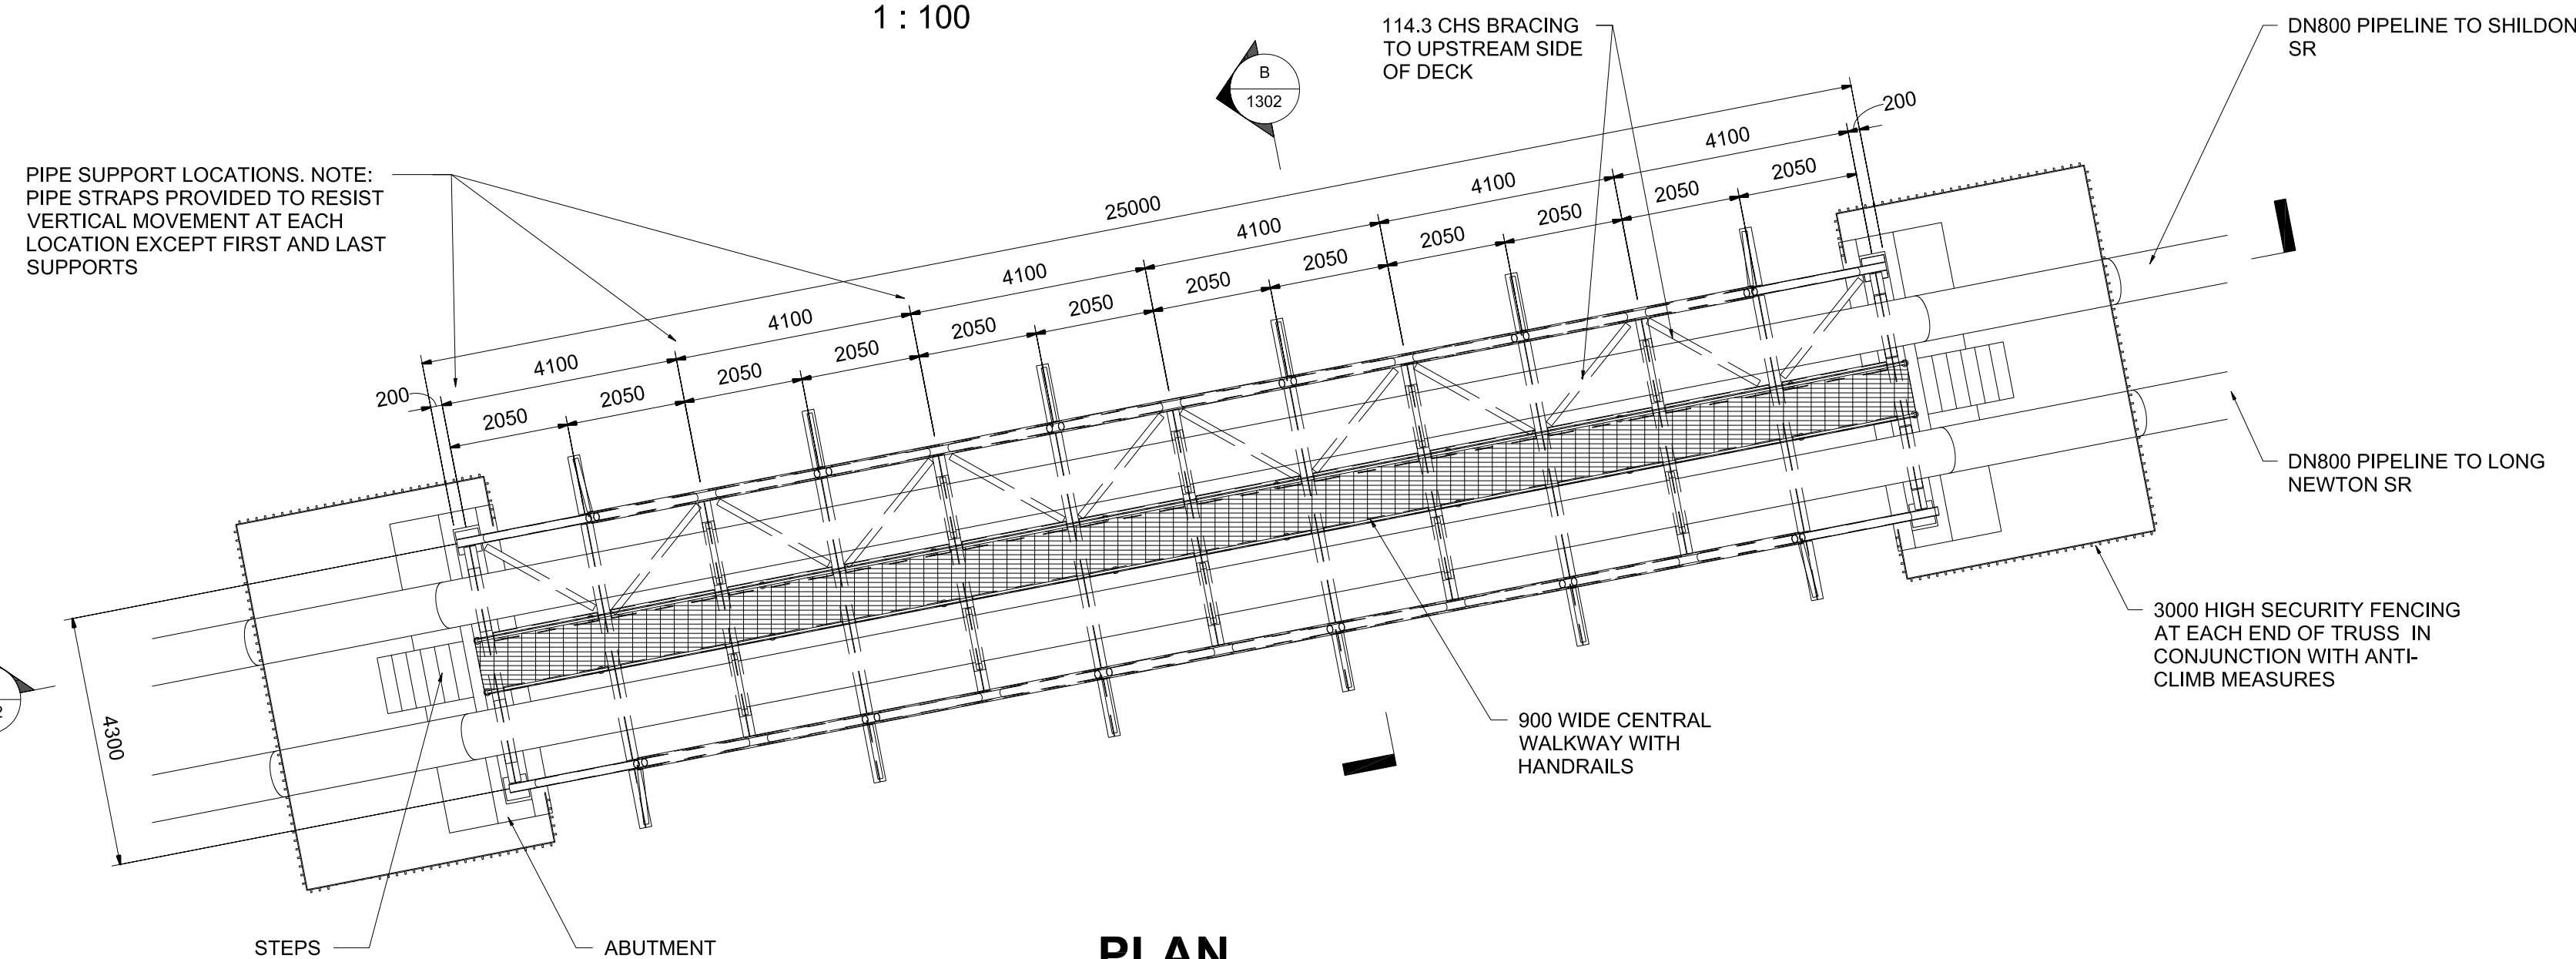 1 : 100
114.3 CHS BRACING
TO UPSTREAM SIDE
OF DECK
DN800 PIPELINE TO SHILDON
SR
B
1302
PIPE SUPPORT LOCATIONS. NOTE:
PIPE STRAPS PROVIDED TO RESIST
VERTICAL MOVEMENT AT EACH
LOCATION EXCEPT FIRST AND LAST
SUPPORTS
25000
200
4100
4100
4100
4100
4100
4100
200
2050
2050
2050
2050
2050
2050
2050
2050
2050
2050
2050
2050
4300
DN800 PIPELINE TO LONG
NEWTON SR
3000 HIGH SECURITY FENCING
AT EACH END OF TRUSS IN
CONJUNCTION WITH ANTI-
CLIMB MEASURES
900 WIDE CENTRAL
WALKWAY WITH
HANDRAILS
STEPS
ABUTMENT
PLAN